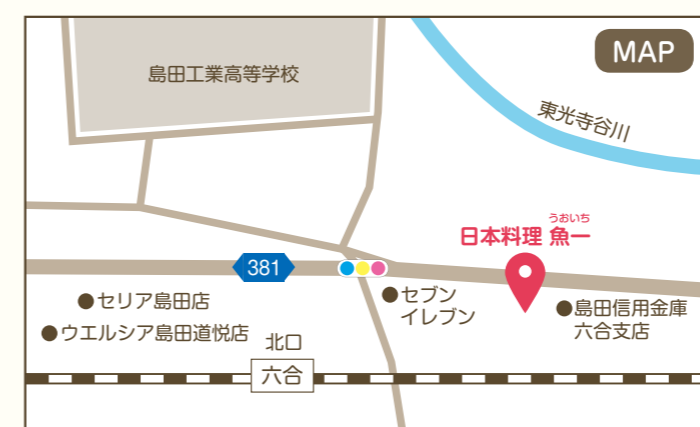 MAP
島田工業高等学校
東光寺谷川
うおいち
日本料理 魚一
381
セブン
イレブン
●セリア島田店
●島田信用金庫
六合支店
●ウエルシア島田道悦店
北口
六合